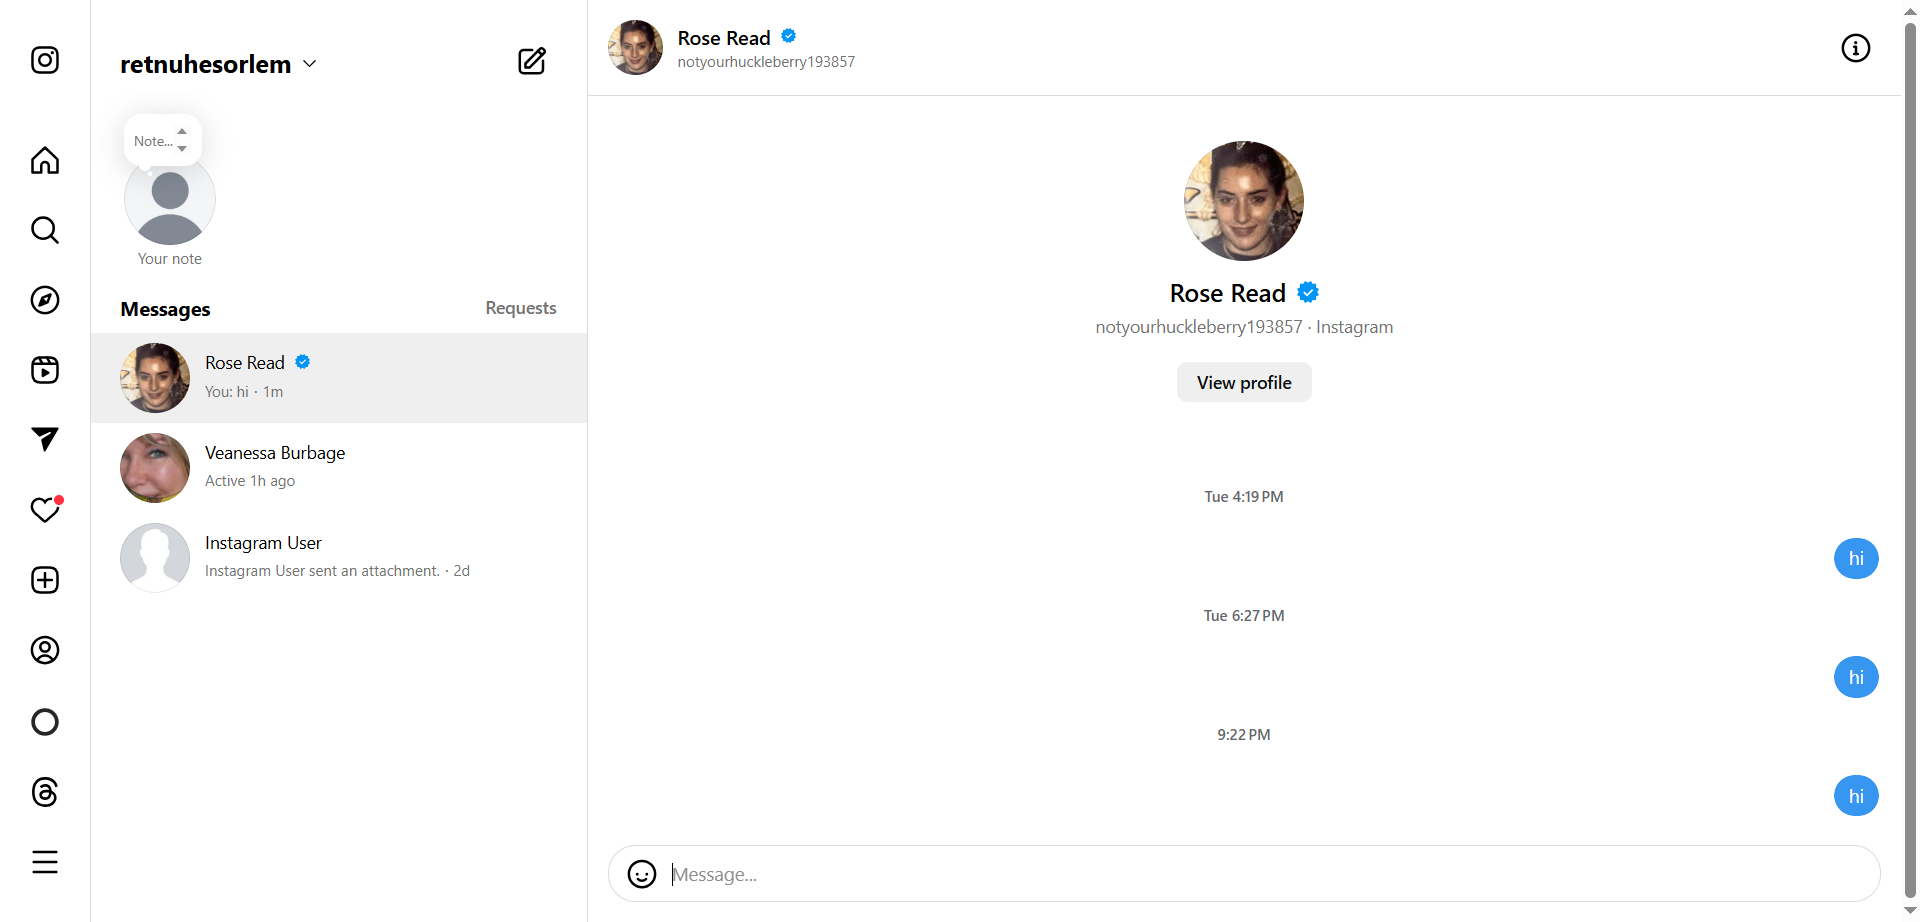 retnuhesorlem
Note...
Your note
Messages
Requests
Rose Read
You: hi · 1m
Veanessa Burbage
Active 1h ago
Instagram User
Instagram User sent an attachment. · 2d
Rose Read
notyourhuckleberry193857
Rose Read
notyourhuckleberry193857 · Instagram
View profile
Tue 4:19 PM
hi
Tue 6:27 PM
hi
9:22 PM
hi
Message...